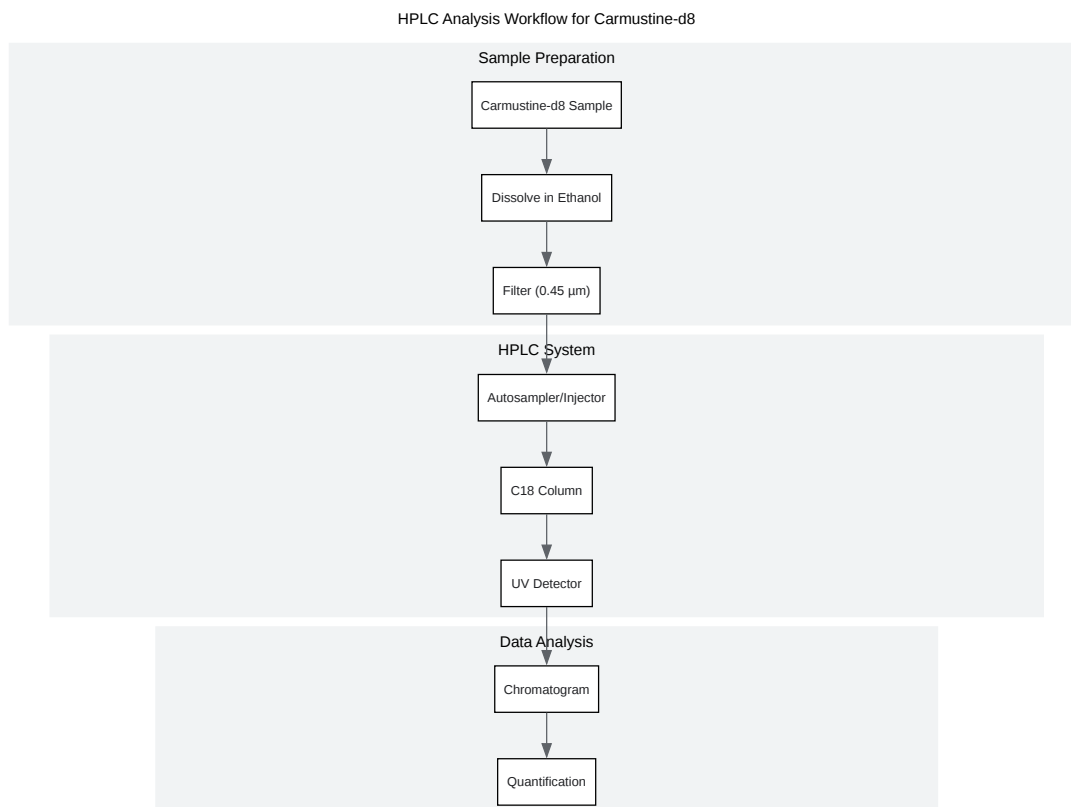 HPLC Analysis Workflow for Carmustine-d8
Sample Preparation
Carmustine-d8 Sample
Dissolve in Ethanol
Filter (0.45 µm)
HPLC System
Autosampler/Injector
C18 Column
UV Detector
Data Analysis
Chromatogram
Quantification